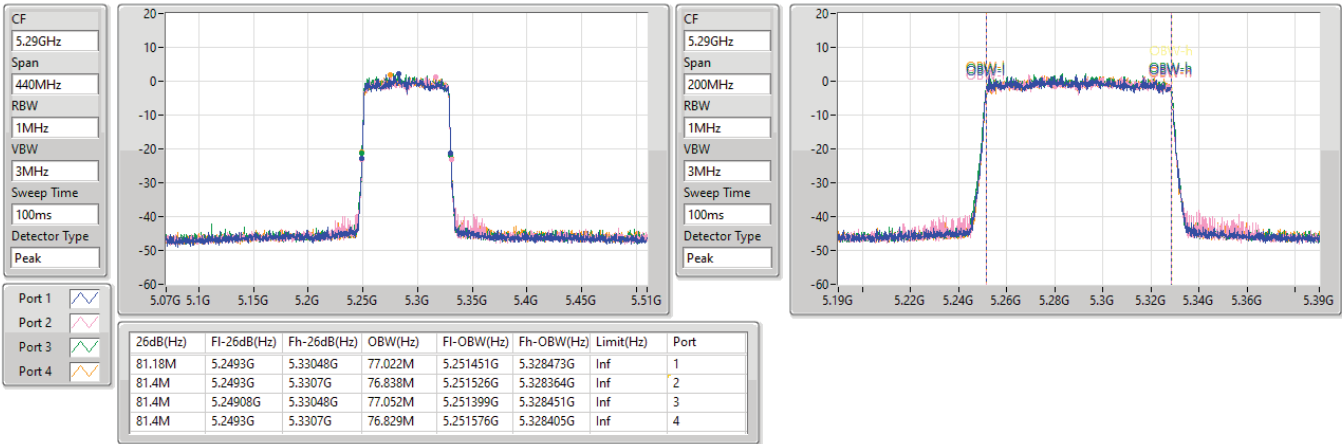 CF
5.29GHz
Span
440MHz
RBW
1MHz
VBW
3MHz
Sweep Time
100ms
Detector Type
Peak
20
10
0
-10
-20
-30
-40
-50
-60
5.07G 5.1G 5.15G 5.2G 5.25G 5.3G 5.35G 5.4G 5.45G 5.51G
CF
5.29GHz
Span
200MHz
RBW
1MHz
VBW
3MHz
Sweep Time
100ms
Detector Type
Peak
20
10
0
-10
-20
-30
-40
-50
-60
OBW-h
OBW-l OBW-h
5.19G 5.22G 5.24G 5.26G 5.28G 5.3G 5.32G 5.34G 5.36G 5.39G
Port 1
Port 2
Port 3
Port 4
26dB(Hz) Fl-26dB(Hz) Fh-26dB(Hz) OBW(Hz) Fl-OBW(Hz) Fh-OBW(Hz) Limit(Hz) Port
81.18M 5.2493G 5.33048G 77.022M 5.251451G 5.328473G Inf 1
81.4M 5.2493G 5.3307G 76.838M 5.251526G 5.328364G Inf 2
81.4M 5.24908G 5.33048G 77.052M 5.251399G 5.328451G Inf 3
81.4M 5.2493G 5.3307G 76.829M 5.251576G 5.328405G Inf 4